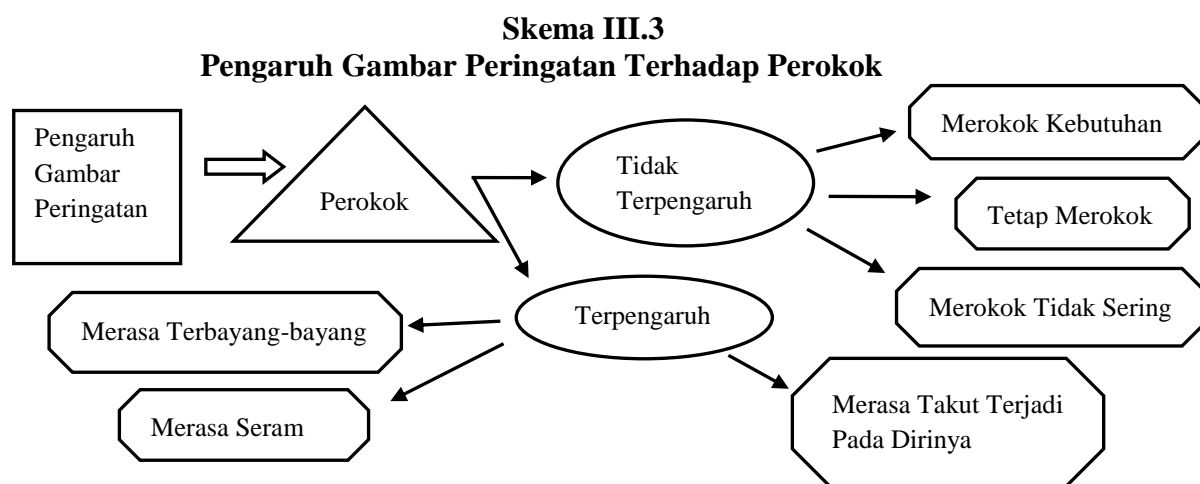 Skema III.3
Pengaruh Gambar Peringatan Terhadap Perokok
Pengaruh
Gambar
Peringatan
Perokok
Tidak
Terpengaruh
Merokok Kebutuhan
Tetap Merokok
Merokok Tidak Sering
Terpengaruh
Merasa Terbayang-bayang
Merasa Seram
Merasa Takut Terjadi
Pada Dirinya